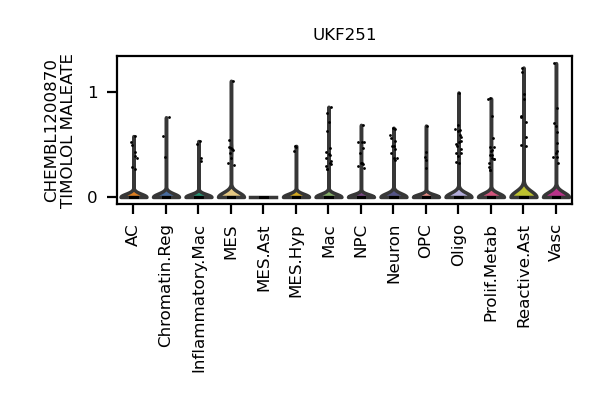 UKF251
CHEMBL1200870
TIMOLOL MALEATE
1
0
AC
Chromatin.Reg
Inflammatory.Mac
MES
MES.Ast
MES.Hyp
Mac
NPC
Neuron
OPC
Oligo
Prolif.Metab
Reactive.Ast
Vasc